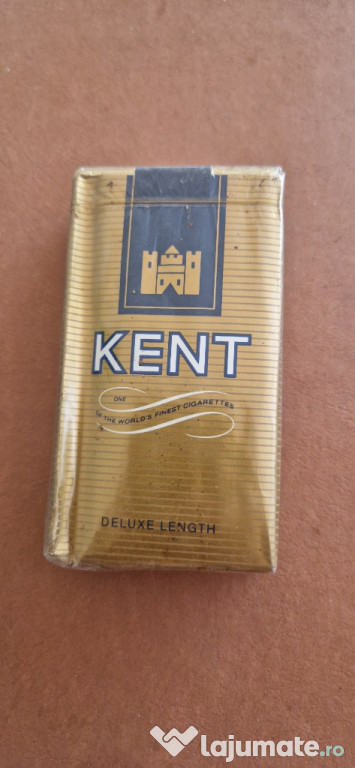 KENT
ONE
OF THE WORLD'S FINEST CIGARETTES
DELUXE LENGTH
lajumate.ro